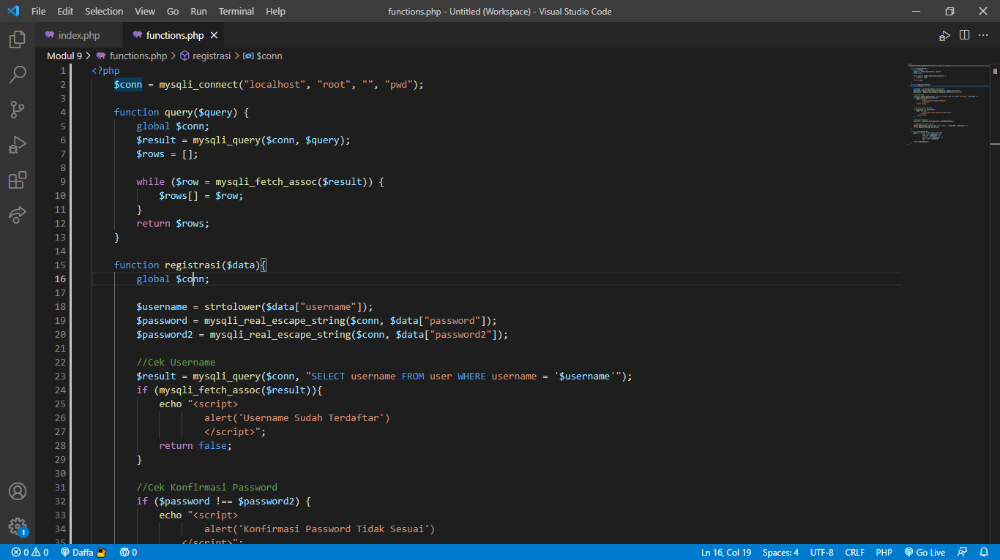 File Edit Selection View Go Run Terminal Help functions.php - Untitled (Workspace) - Visual Studio Code
index.php functions.php
Modul 9 > functions.php > registrasi > $conn
1 <?php
2 $conn = mysqli_connect("localhost", "root", "", "pwd");
3
4 function query($query) {
5 global $conn;
6 $result = mysqli_query($conn, $query);
7 $rows = [];
8
9 while ($row = mysqli_fetch_assoc($result)) {
10 $rows[] = $row;
11 }
12 return $rows;
13 }
14
15 function registrasi($data){
16 global $conn;
17
18 $username = strtolower($data["username"]);
19 $password = mysqli_real_escape_string($conn, $data["password"]);
20 $password2 = mysqli_real_escape_string($conn, $data["password2"]);
21
22 //Cek Username
23 $result = mysqli_query($conn, "SELECT username FROM user WHERE username = '$username'");
24 if (mysqli_fetch_assoc($result)){
25 echo "<script>
26 alert('Username Sudah Terdaftar')
27 </script>";
28 return false;
29 }
30
31 //Cek Konfirmasi Password
32 if ($password !== $password2) {
33 echo "<script>
34 alert('Konfirmasi Password Tidak Sesuai')
35 </script>";
1
0 0 Daffa 0 Ln 16, Col 19 Spaces: 4 UTF-8 CRLF PHP Go Live